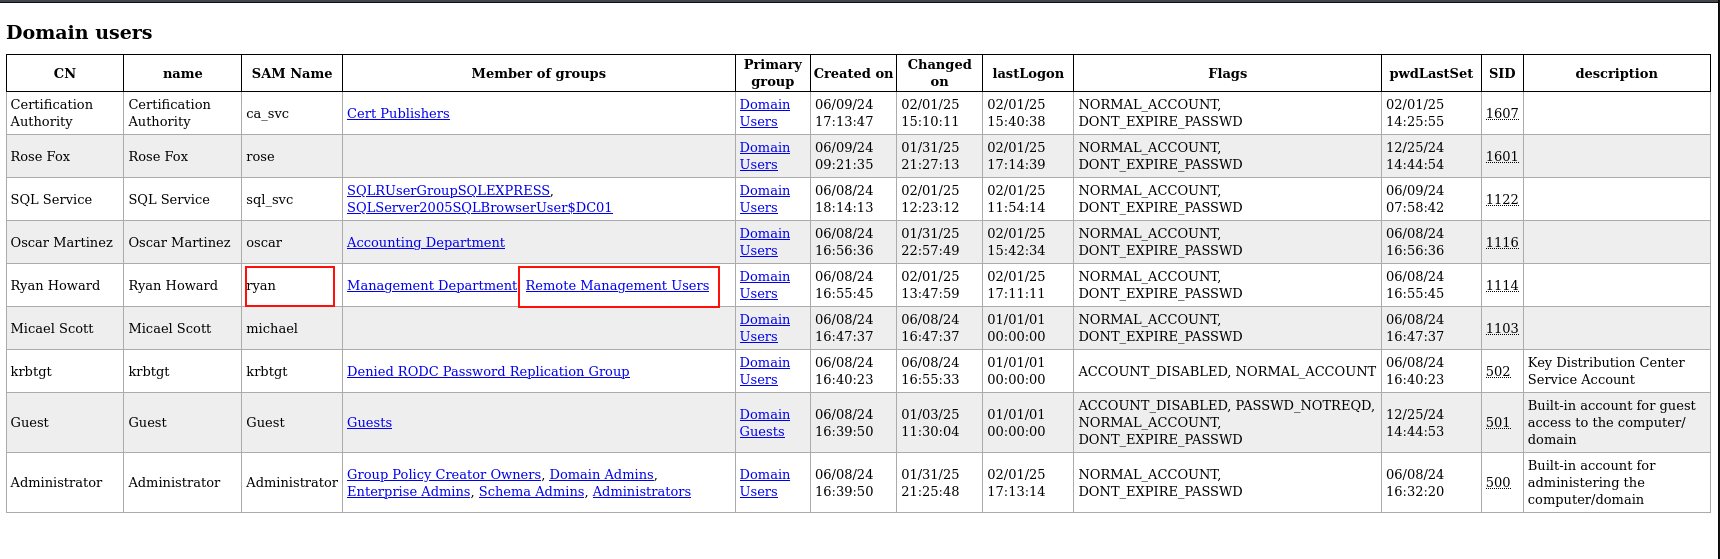 Domain users
CN name SAM Name Member of groups Primary group Created on Changed on lastLogon Flags pwdLastSet SID description
Certification Authority Certification Authority ca_svc Cert Publishers Domain Users 06/09/24 17:13:47 02/01/25 15:10:11 02/01/25 15:40:38 NORMAL_ACCOUNT, DONT_EXPIRE_PASSWD 02/01/25 14:25:55 1607
Rose Fox Rose Fox rose Domain Users 06/09/24 09:21:35 01/31/25 21:27:13 02/01/25 17:14:39 NORMAL_ACCOUNT, DONT_EXPIRE_PASSWD 12/25/24 14:44:54 1601
SQL Service SQL Service sql_svc SQLRUserGroupSQLEXPRESS, SQLServer2005SQLBrowserUser$DC01 Domain Users 06/08/24 18:14:13 02/01/25 12:23:12 02/01/25 11:54:14 NORMAL_ACCOUNT, DONT_EXPIRE_PASSWD 06/09/24 07:58:42 1122
Oscar Martinez Oscar Martinez oscar Accounting Department Domain Users 06/08/24 16:56:36 01/31/25 22:57:49 02/01/25 15:42:34 NORMAL_ACCOUNT, DONT_EXPIRE_PASSWD 06/08/24 16:56:36 1116
Ryan Howard Ryan Howard ryan Management Department Remote Management Users Domain Users 06/08/24 16:55:45 02/01/25 13:47:59 02/01/25 17:11:11 NORMAL_ACCOUNT, DONT_EXPIRE_PASSWD 06/08/24 16:55:45 1114
Micael Scott Micael Scott michael Domain Users 06/08/24 16:47:37 06/08/24 16:47:37 01/01/01 00:00:00 NORMAL_ACCOUNT, DONT_EXPIRE_PASSWD 06/08/24 16:47:37 1103
krbtgt krbtgt krbtgt Denied RODC Password Replication Group Domain Users 06/08/24 16:40:23 06/08/24 16:55:33 01/01/01 00:00:00 ACCOUNT_DISABLED, NORMAL_ACCOUNT 06/08/24 16:40:23 502 Key Distribution Center Service Account
Guest Guest Guest Guests Domain Guests 06/08/24 16:39:50 01/03/25 11:30:04 01/01/01 00:00:00 ACCOUNT_DISABLED, PASSWD_NOTREQD, NORMAL_ACCOUNT, DONT_EXPIRE_PASSWD 12/25/24 14:44:53 501 Built-in account for guest access to the computer/domain
Administrator Administrator Administrator Group Policy Creator Owners, Domain Admins, Enterprise Admins, Schema Admins, Administrators Domain Users 06/08/24 16:39:50 01/31/25 21:25:48 02/01/25 17:13:14 NORMAL_ACCOUNT, DONT_EXPIRE_PASSWD 06/08/24 16:32:20 500 Built-in account for administering the computer/domain